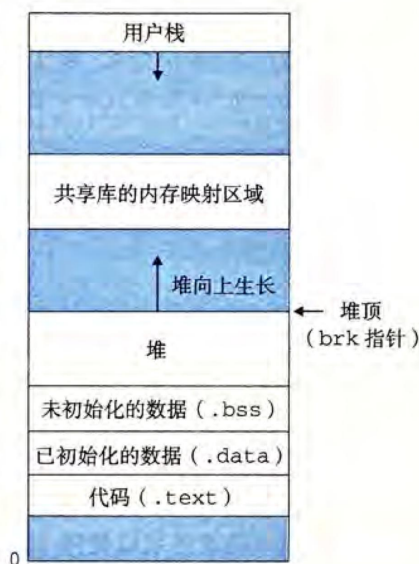 用户栈
共享库的内存映射区域
堆向上生长
堆顶
(brk 指针)
堆
未初始化的数据(.bss)
已初始化的数据(.data)
代码(.text)
0